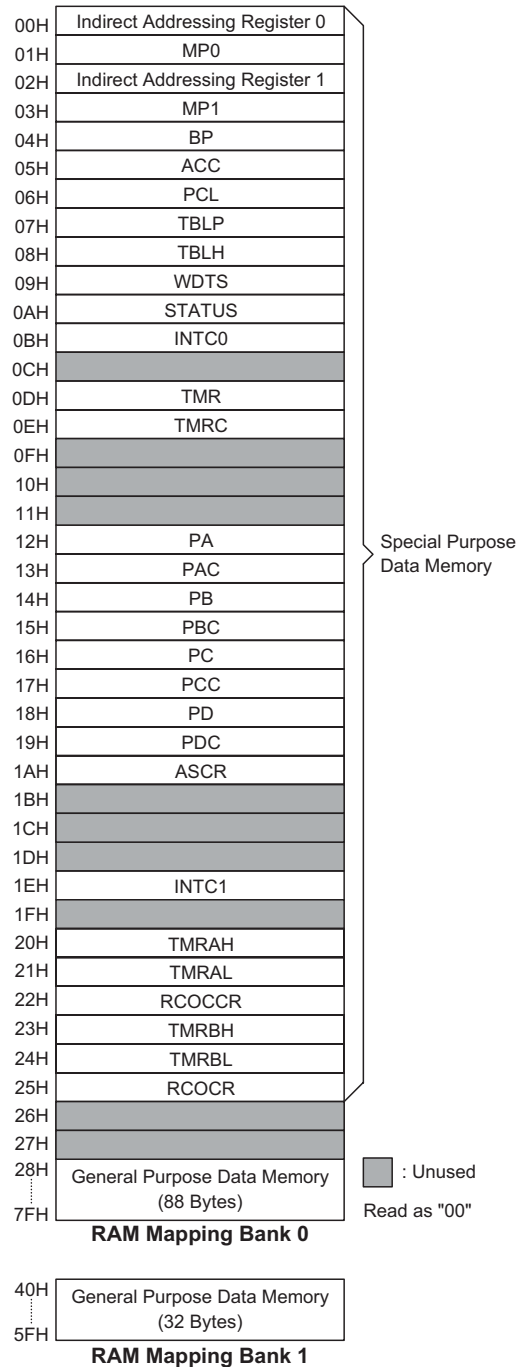 00H Indirect Addressing Register 0
01H MP0
02H Indirect Addressing Register 1
03H MP1
04H BP
05H ACC
06H PCL
07H TBLP
08H TBLH
09H WDTS
0AH STATUS
0BH INTC0
0CH
0DH TMR
0EH TMRC
0FH
10H
11H
12H PA
13H PAC
14H PB
15H PBC
16H PC
17H PCC
18H PD
19H PDC
1AH ASCR
1BH
1CH
1DH
1EH INTC1
1FH
20H TMRAH
21H TMRAL
22H RCOCCR
23H TMRBH
24H TMRBL
25H RCOCR
26H
27H
28H
7FH
General Purpose Data Memory
(88 Bytes)
Special Purpose
Data Memory
: Unused
Read as "00"
RAM Mapping Bank 0
40H
5FH
General Purpose Data Memory
(32 Bytes)
RAM Mapping Bank 1